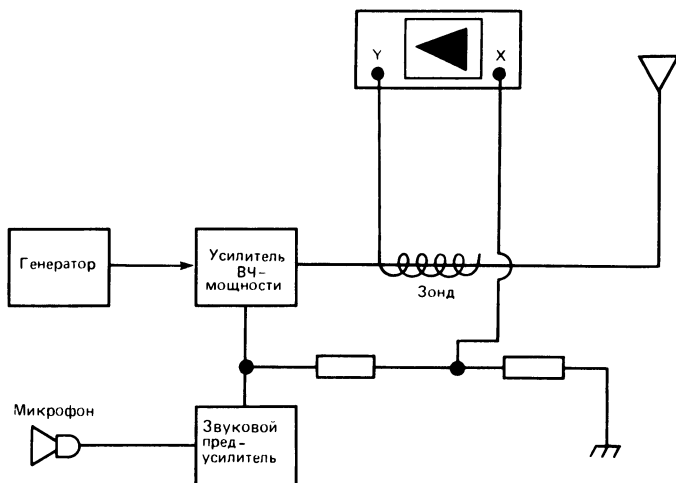 Y
X
Генератор
Усилитель
ВЧ-
мощности
Зонд
Микрофон
Звуковой
пред-
усилитель